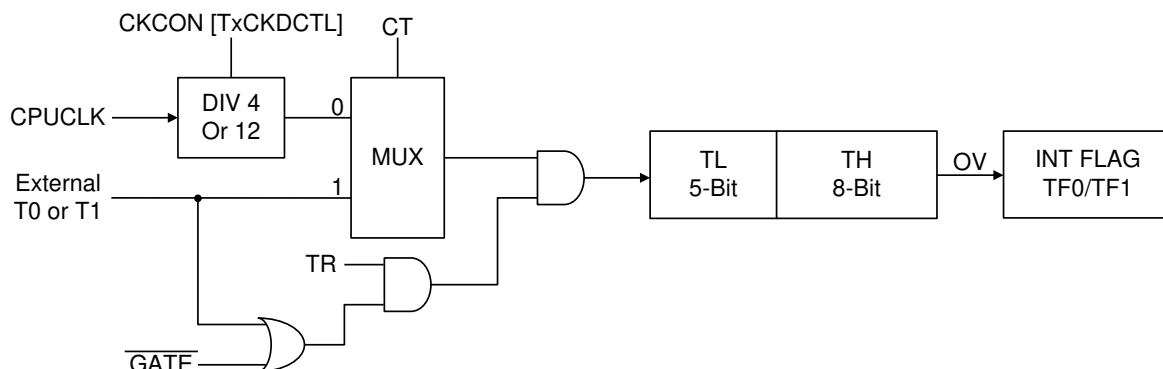 CKCON [TxCKDCTL]
CT
CPUCLK
DIV 4
Or 12
0
MUX
External
T0 or T1
1
TL
5-Bit
TH
8-Bit
OV
INT FLAG
TF0/TF1
TR
GATE